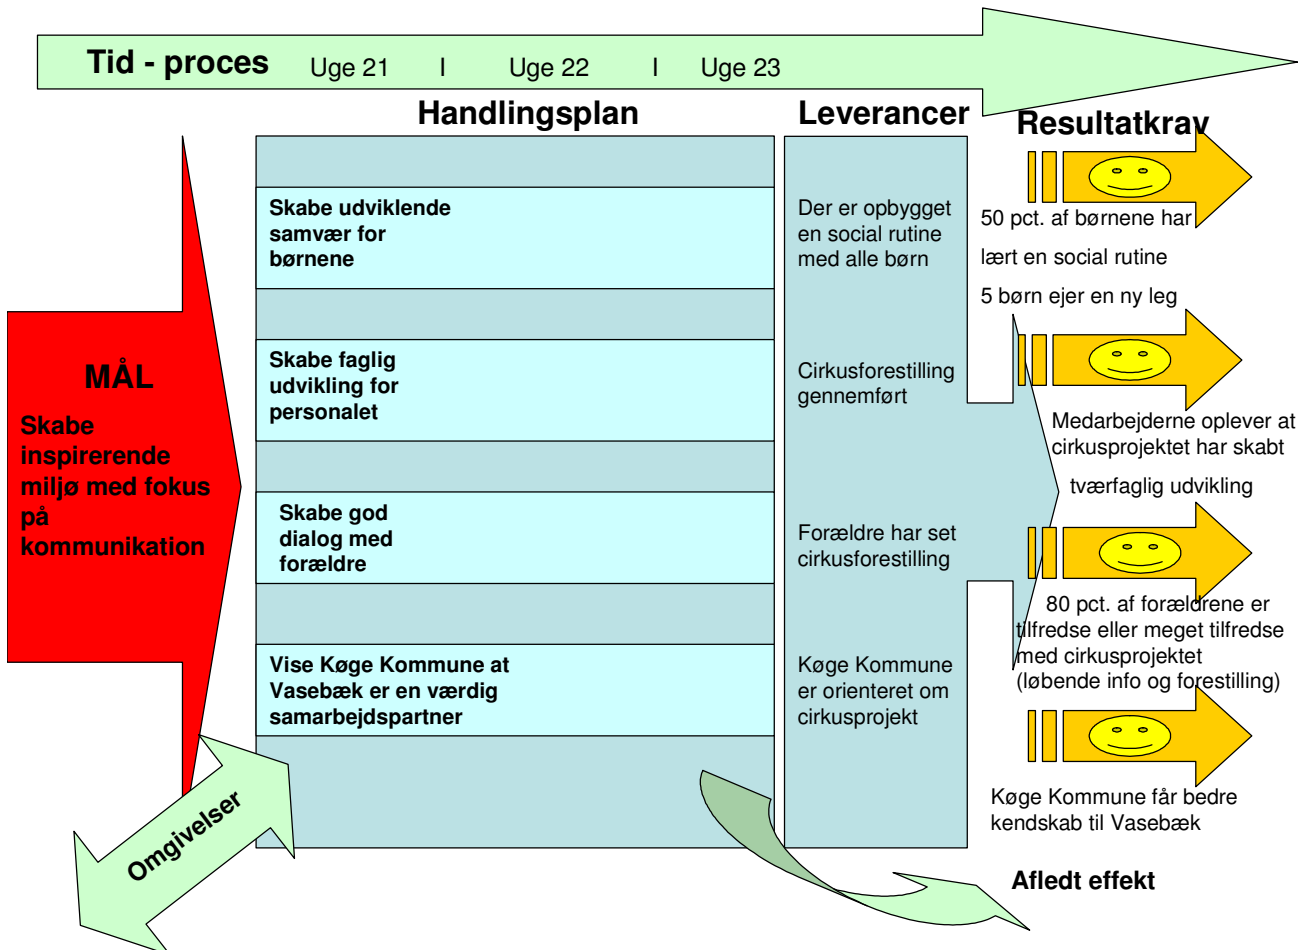 Tid - proces Uge 21 I Uge 22 I Uge 23
Handlingsplan
Leverancer
Resultatkrav
MÅL
Skabe
inspirerende
miljø med fokus
på
kommunikation
Skabe udviklende
samvær for
børnene
Skabe faglig
udvikling for
personalet
Skabe god
dialog med
forældre
Vise Køge Kommune at
Vasebæk er en værdig
samarbejdspartner
Der er opbygget
en social rutine
med alle børn
Cirkusforestilling
gennemført
Forældre har set
cirkusforestilling
Køge Kommune
er orienteret om
cirkusprojekt
50 pct. af børnene har
lært en social rutine
5 børn ejer en ny leg
Medarbejderne oplever at
cirkusprojektet har skabt
tværfaglig udvikling
80 pct. af forældrene er
tilfredse eller meget tilfredse
med cirkusprojektet
(løbende info og forestilling)
Køge Kommune får bedre
kendskab til Vasebæk
Omgivelser
Afledt effekt